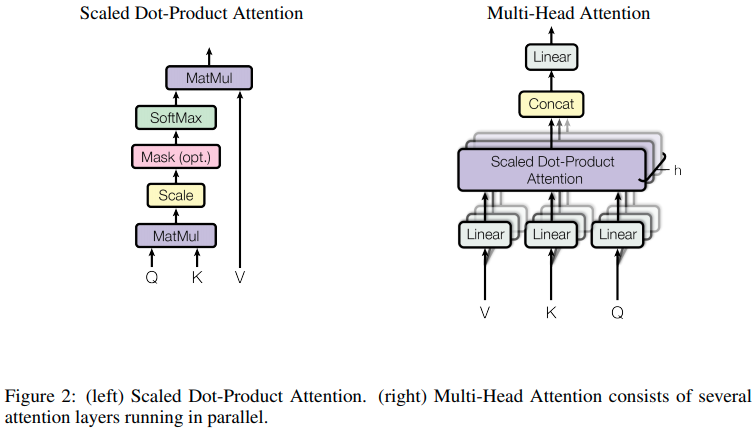 Scaled Dot-Product Attention
MatMul
SoftMax
Mask (opt.)
Scale
MatMul
Q K V
Multi-Head Attention
Linear
Concat
Scaled Dot-Product
Attention
h
Linear Linear Linear
V K Q
Figure 2: (left) Scaled Dot-Product Attention. (right) Multi-Head Attention consists of several
attention layers running in parallel.